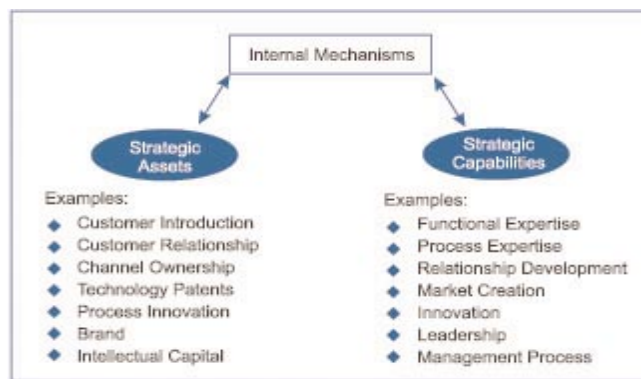 Internal Mechanisms
Strategic
Assets
Examples:
Customer Introduction
Customer Relationship
Channel Ownership
Technology Patents
Process Innovation
Brand
Intellectual Capital
Strategic
Capabilities
Examples:
Functional Expertise
Process Expertise
Relationship Development
Market Creation
Innovation
Leadership
Management Process